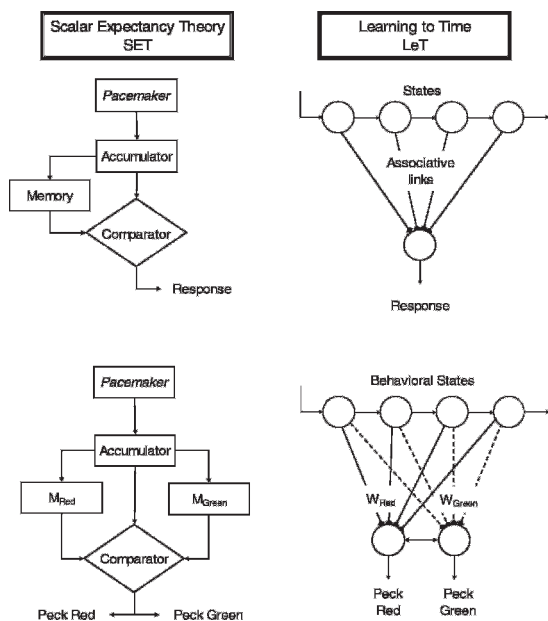 Scalar Expectancy Theory
SET
Learning to Time
LeT
Pacemaker
Accumulator
Memory
Comparator
Response
States
Associative
links
Response
Pacemaker
Accumulator
MRed
MGreen
Comparator
Peck Red
Peck Green
Behavioral States
WRed
WGreen
Peck
Red
Peck
Green